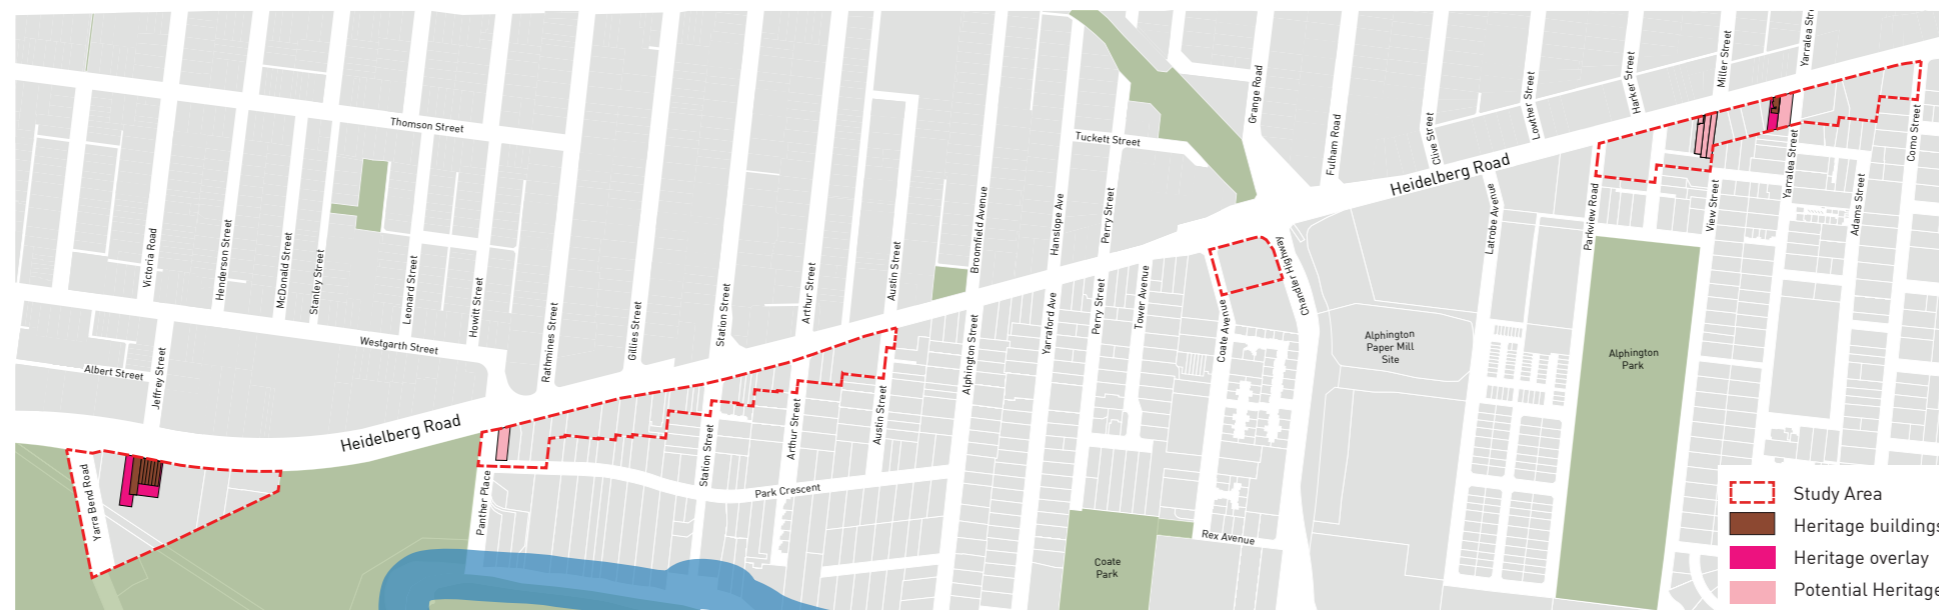 Thomson Street
Victoria Road
Henderson Street
McDonald Street
Stanley Street
Leonard Street
Howitt Street
Westgarth Street
Albert Street
Jeffrey Street
Rathmines Street
Gillies Street
Station Street
Arthur Street
Austin Street
Broomfield Avenue
Hanslope Ave
Perry Street
Tuckett Street
Grange Road
Fulham Road
Clive Street
Lowther Street
Harker Street
Miller Street
Yarralea Str
Heidelberg Road
Heidelberg Road
Yarra Bend Road
Panther Place
Station Street
Arthur Street
Austin Street
Park Crescent
Alphington Street
Yarraford Ave
Perry Street
Tower Avenue
Coate Avenue
Chandler Highway
Rex Avenue
Coate
Park
Alphington
Paper Mill
Site
Latrobe Avenue
Parkview Road
Alphington
Park
View Street
Yarralea Street
Adams Street
Como Street
Study Area
Heritage buildings
Heritage overlay
Potential Heritage